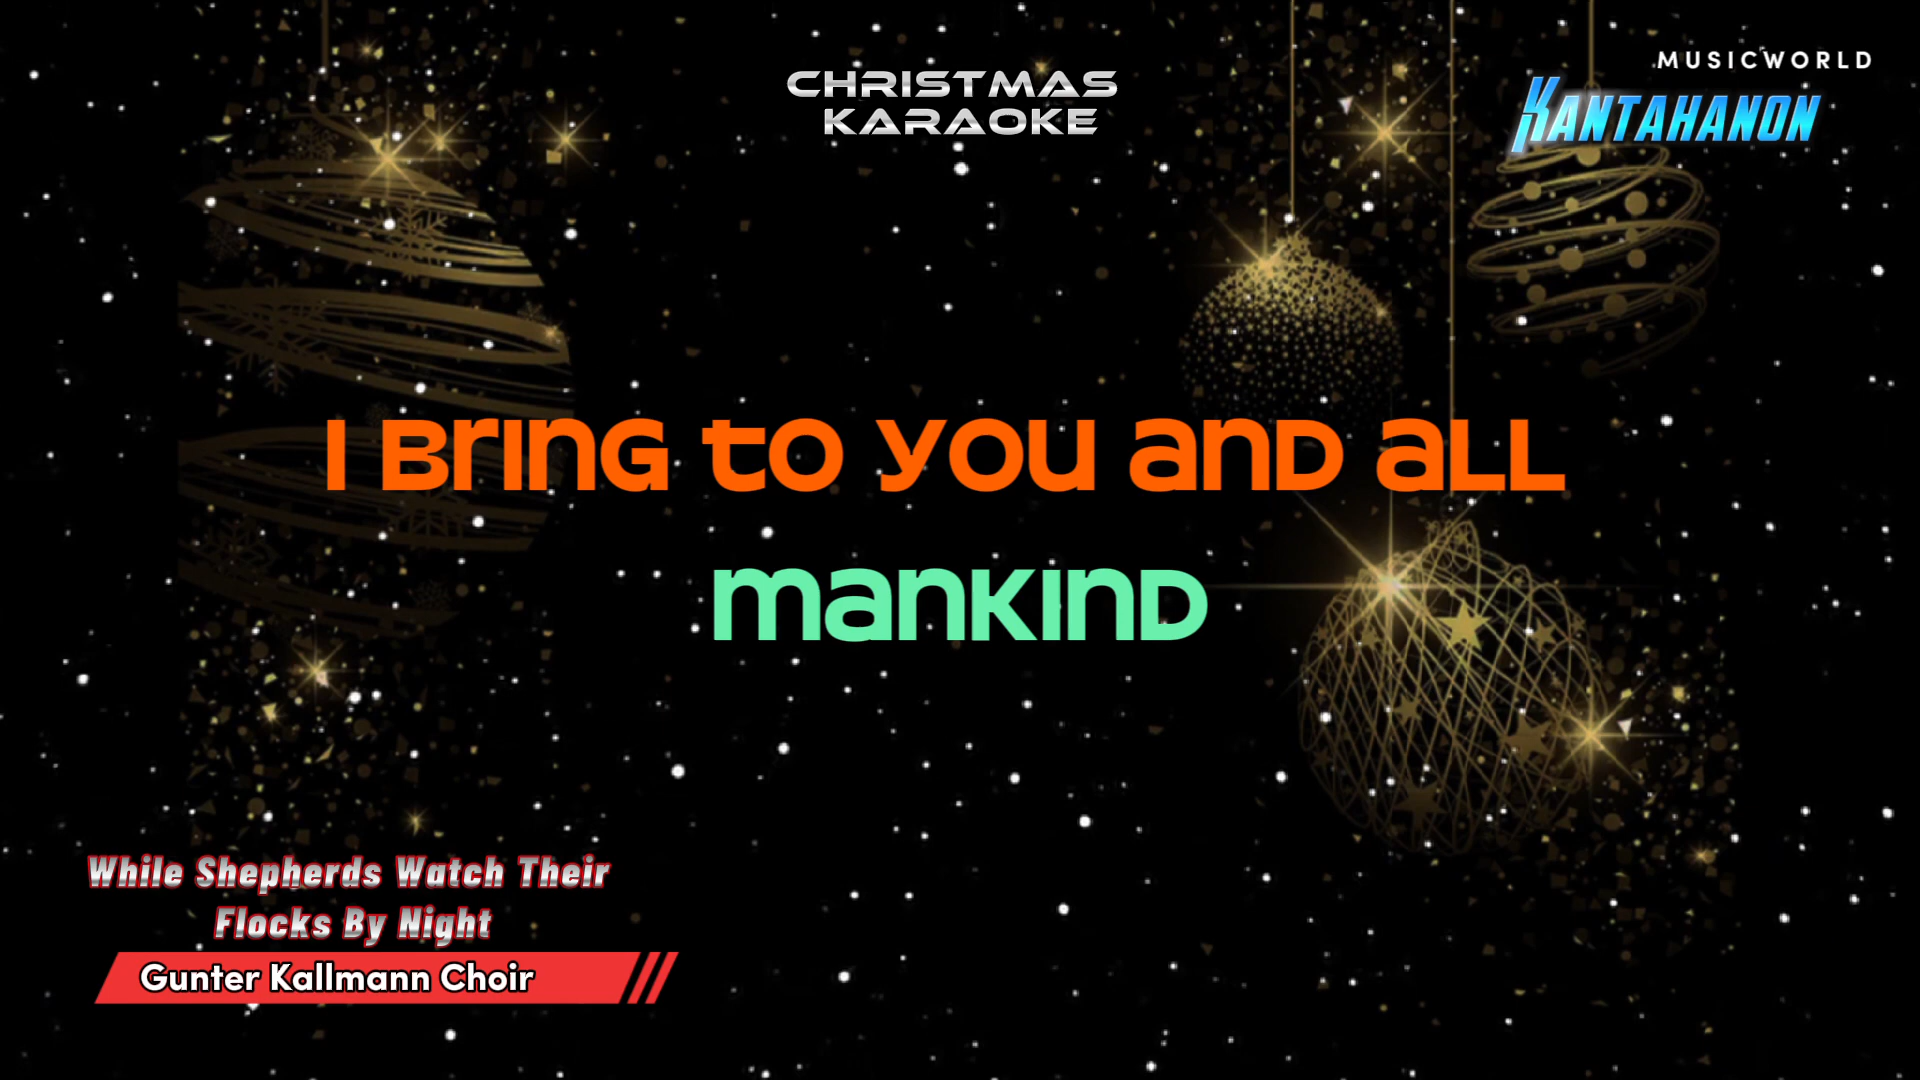 CHRISTMAS
KARAOKE
MUSICWORLD
KANTAHANON
I BRING TO YOU AND ALL
MANKIND
While Shepherds Watch Their
Flocks By Night
Gunter Kallmann Choir